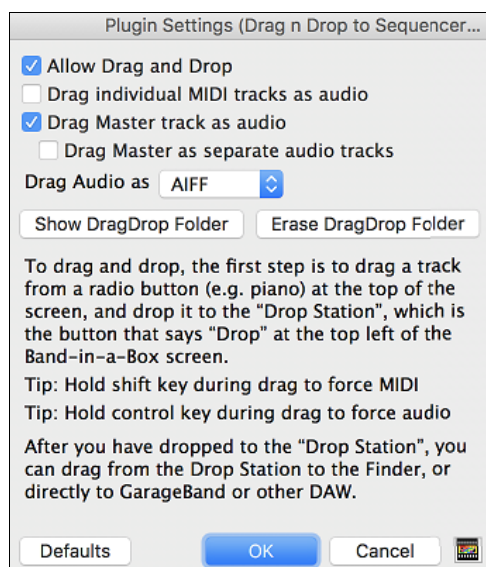 Plugin Settings (Drag n Drop to Sequencer...
Allow Drag and Drop
Drag individual MIDI tracks as audio
Drag Master track as audio
Drag Master as separate audio tracks
Drag Audio as AIFF
Show DragDrop Folder Erase DragDrop Folder
To drag and drop, the first step is to drag a track
from a radio button (e.g. piano) at the top of the
screen, and drop it to the “Drop Station”, which is
the button that says “Drop” at the top left of the
Band-in-a-Box screen.
Tip: Hold shift key during drag to force MIDI
Tip: Hold control key during drag to force audio
After you have dropped to the “Drop Station”, you
can drag from the Drop Station to the Finder, or
directly to GarageBand or other DAW.
Defaults OK Cancel